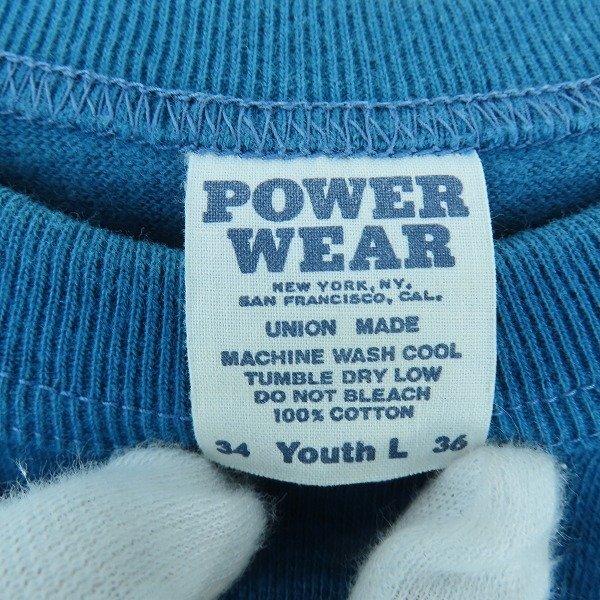 POWER
WEAR
NEW YORK, NY.
SAN FRANCISCO, CAL.
UNION MADE
MACHINE WASH COOL
TUMBLE DRY LOW
DO NOT BLEACH
100% COTTON
34 Youth L 36